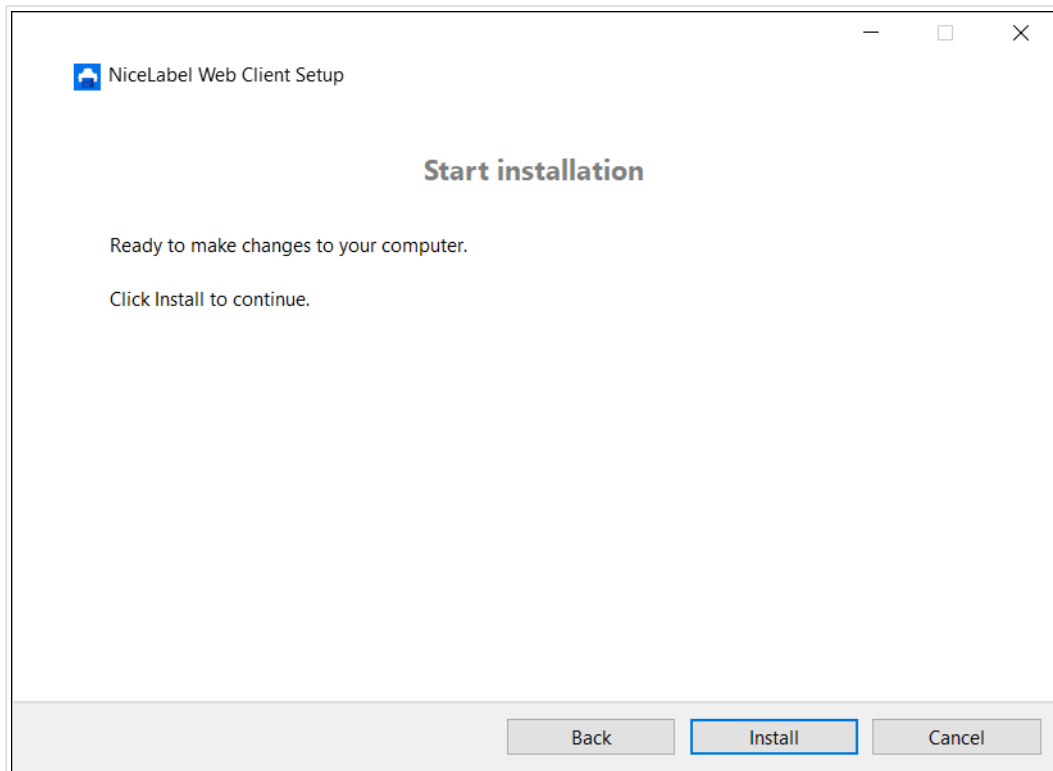 NiceLabel Web Client Setup
Start installation
Ready to make changes to your computer.
Click Install to continue.
Back
Install
Cancel